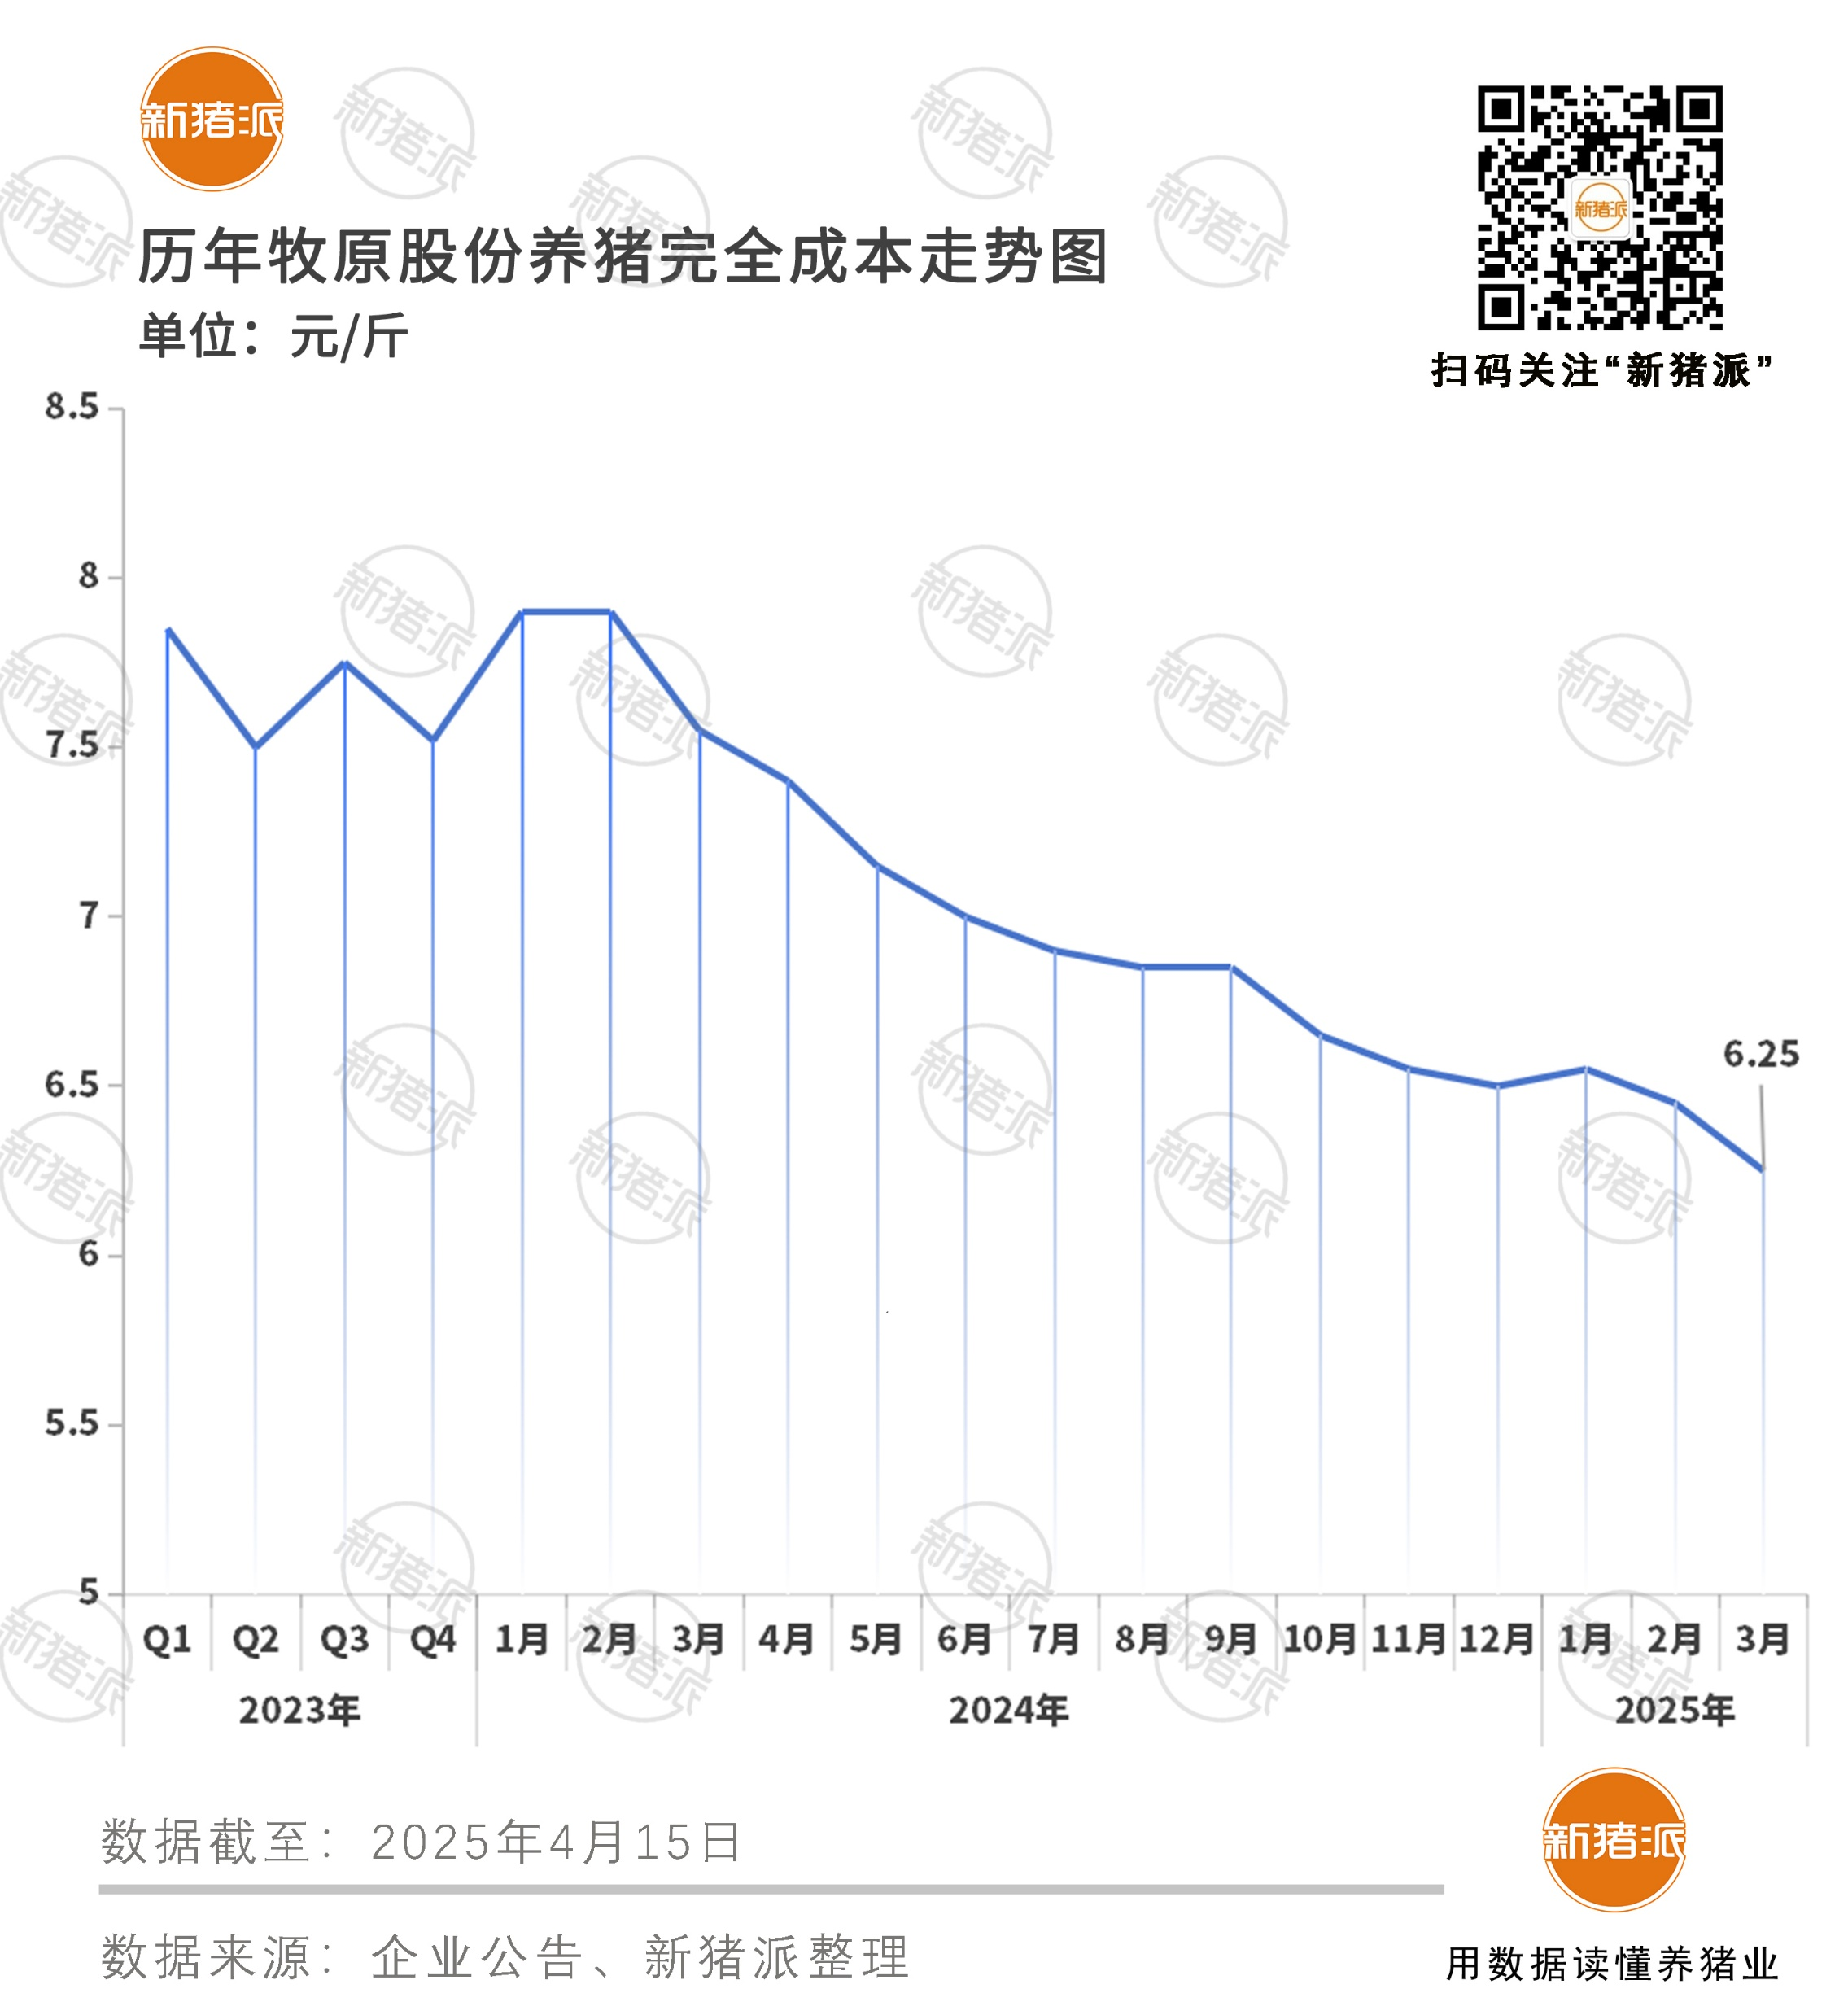 新猪派
历年牧原股份养猪完全成本走势图
单位：元/斤
新猪派
扫码关注“新猪派”
8.5
8
7.5
7
6.5
6
5.5
5
6.25
Q1 Q2 Q3 Q4 1月 2月 3月 4月 5月 6月 7月 8月 9月 10月 11月 12月 1月 2月 3月
2023年 2024年 2025年
数据截至：2025年4月15日
数据来源：企业公告、新猪派整理
新猪派
用数据读懂养猪业